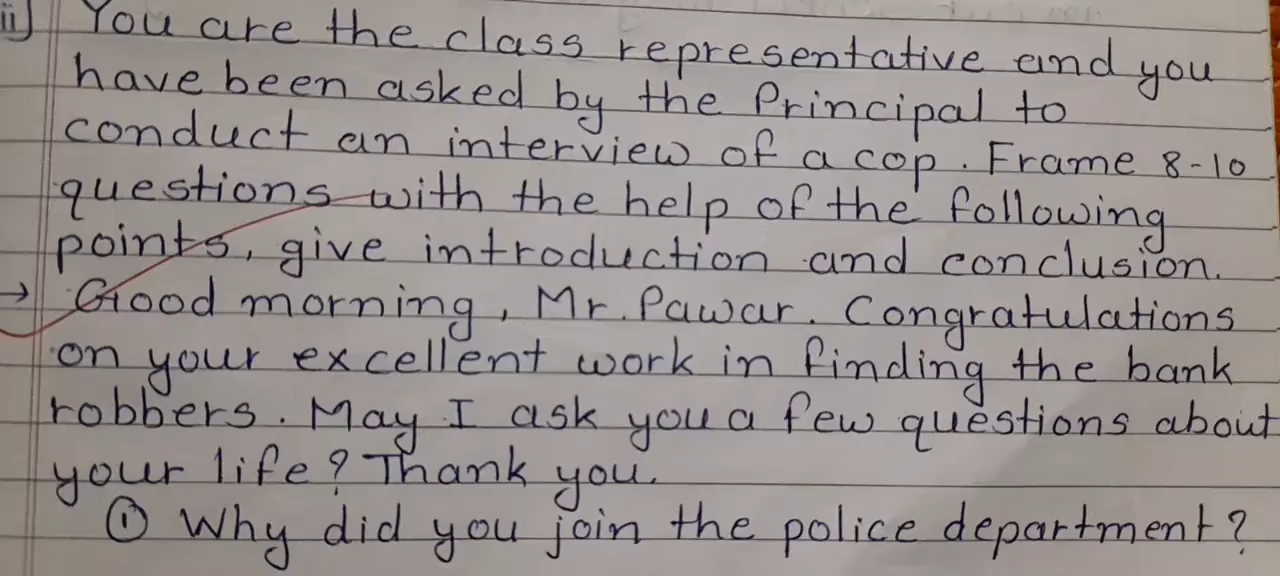 ii) You are the class representative and you
have been asked by the Principal to
conduct an interview of a cop. Frame 8-10
questions with the help of the following
points, give introduction and conclusion.
→ Good morning, Mr. Pawar. Congratulations
on your excellent work in finding the bank
robbers. May I ask you a few questions about
your life? Thank you.
① Why did you join the police department?